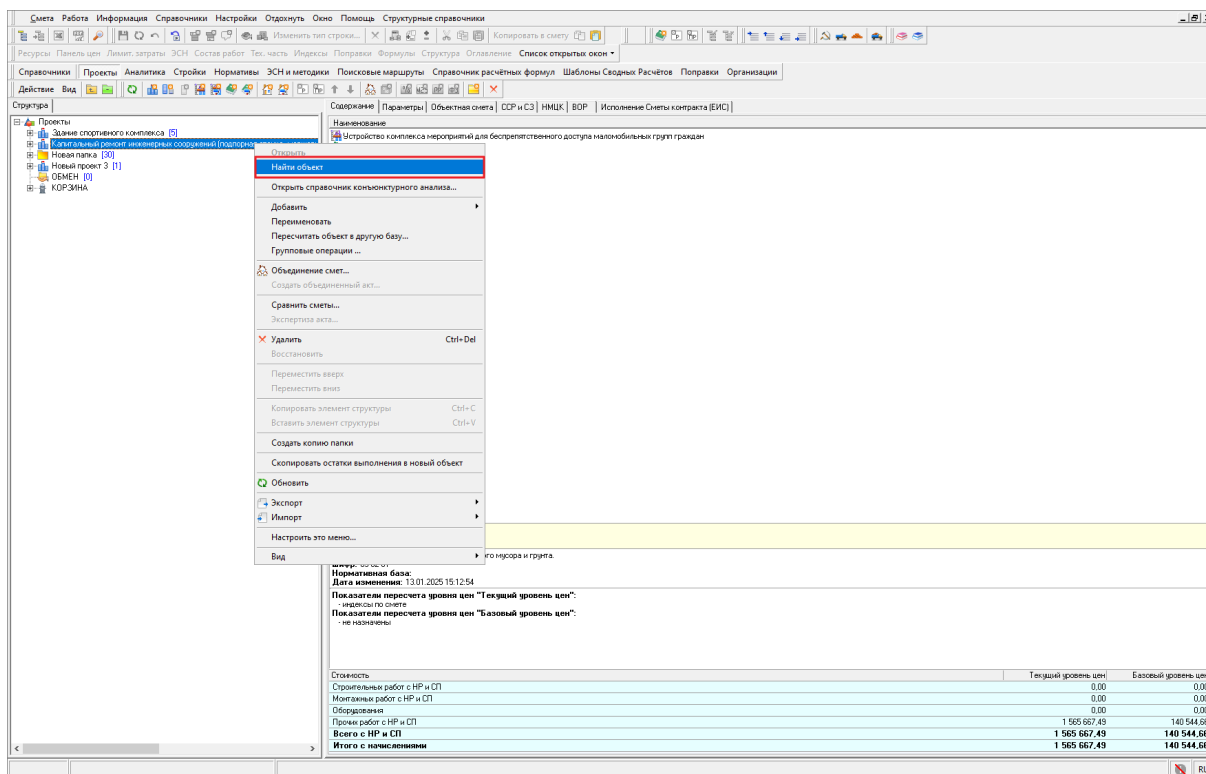 Смета Работа Информация Справочники Настройки Отдохнуть Окно Помощь Структурные справочники
Изменить тип строки... Копировать в смету
Ресурсы Панель цен Лимит. затраты ЭСН Состав работ Тех. часть Индексы Поправки Формулы Структура Оглавление Список открытых окон
Справочники Проекты Аналитика Стройки Нормативы ЭСН и методики Поисковые маршруты Справочник расчётных формул Шаблоны Сводных Расчётов Поправки Организации
Действие Вид
Структура
Содержание Параметры Объектная смета ССР и СЗ НМЦК ВОР Исполнение Сметы контракта (ЕИС)
Проекты
Здание спортивного комплекса [5]
Капитальный ремонт инженерных сооружений (подпорная
Новая папка [30]
Новый проект 3 [1]
ОБМЕН [0]
КОРЗИНА
Наименование
Устройство комплекса мероприятий для беспрепятственного доступа маломобильных групп граждан
Открыть
Найти объект
Открыть справочник конъюнктурного анализа...
Добавить
Переименовать
Пересчитать объект в другую базу...
Групповые операции ...
Объединение смет...
Создать объединенный акт...
Сравнить сметы...
Экспертиза акта...
Удалить Ctrl+Del
Восстановить
Переместить вверх
Переместить вниз
Копировать элемент структуры Ctrl+C
Вставить элемент структуры Ctrl+V
Создать копию папки
Скопировать остатки выполнения в новый объект
Обновить
Экспорт
Импорт
Настроить это меню...
Вид
го мусора и грунта.
Нормативная база:
Дата изменения: 13.01.2025 15:12:54
Показатели пересчета уровня цен "Текущий уровень цен":
- индексы по смете
Показатели пересчета уровня цен "Базовый уровень цен":
- не назначены
Стоимость Текущий уровень цен Базовый уровень цен
Строительных работ с НР и СП 0,00 0,00
Монтажных работ с НР и СП 0,00 0,00
Оборудования 0,00 0,00
Прочих работ с НР и СП 1 565 667,49 140 544,68
Всего с НР и СП 1 565 667,49 140 544,68
Итого с начислениями 1 565 667,49 140 544,68